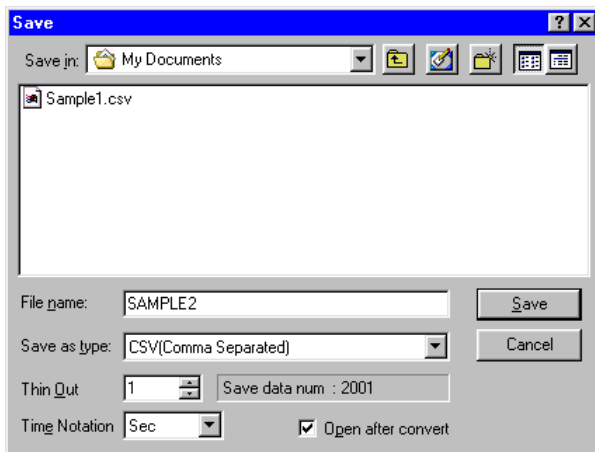 Save
Save in: My Documents
Sample1.csv
File name: SAMPLE2 Save
Save as type: CSV(Comma Separated) Cancel
Thin Out 1 Save data num : 2001
Time Notation Sec Open after convert